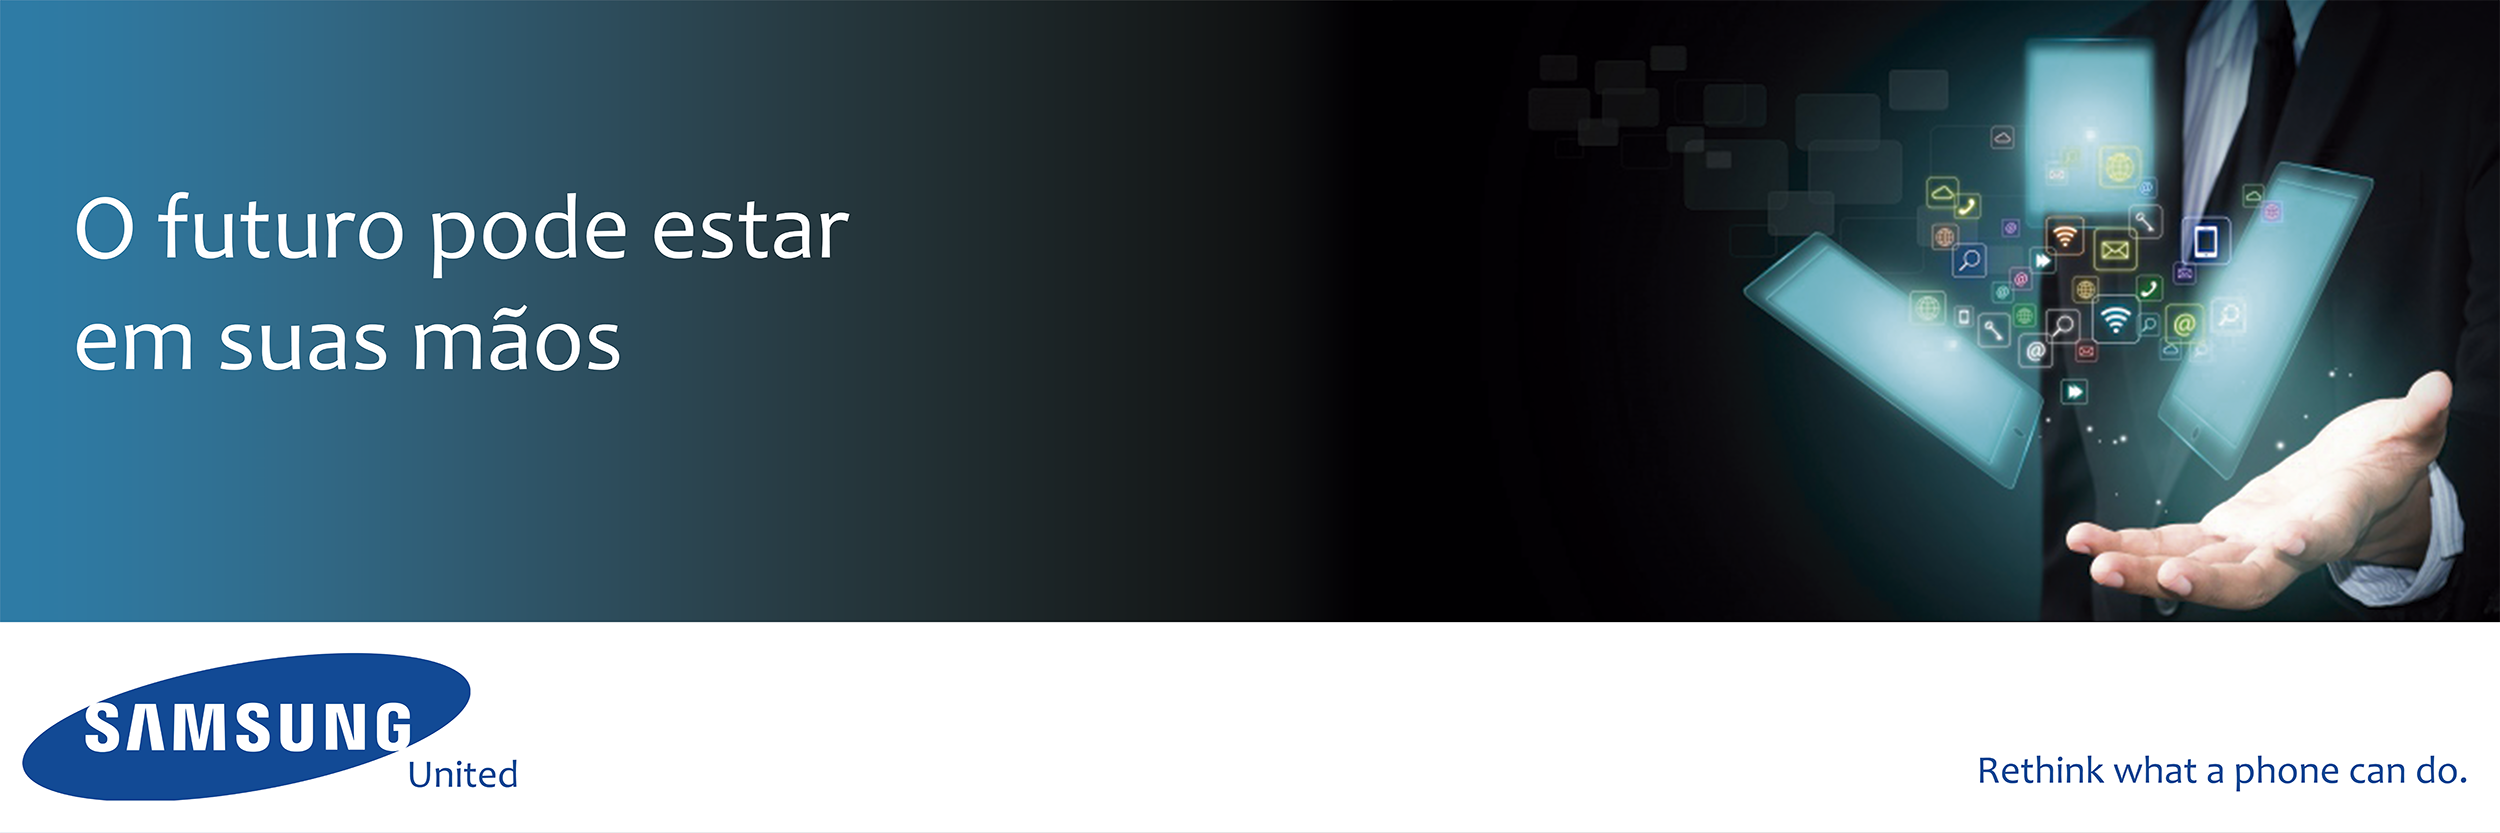 O futuro pode estar
em suas mãos
SAMSUNG
United
Rethink what a phone can do.